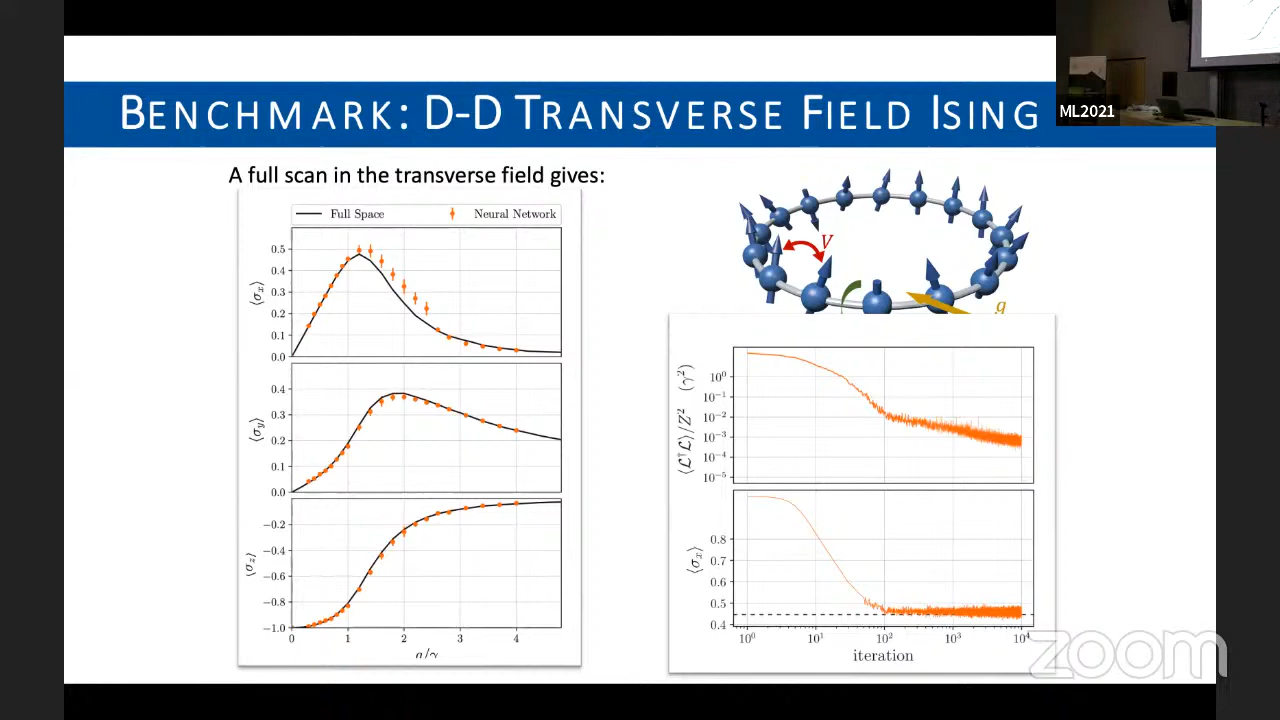 BENCHMARK: D-D TRANSVERSE FIELD ISING
ML2021
A full scan in the transverse field gives:
Full Space
Neural Network
⟨σx⟩
0.5
0.4
0.3
0.2
0.1
0.0
⟨σy⟩
0.4
0.3
0.2
0.1
0.0
⟨σz⟩
−0.2
−0.4
−0.6
−0.8
−1.0
0 1 2 3 4
g/γ
V
g
⟨ℒ†ℒ⟩/Z² (γ²)
10⁰
10⁻¹
10⁻²
10⁻³
10⁻⁴
10⁻⁵
⟨σx⟩
0.8
0.7
0.6
0.5
0.4
10⁰ 10¹ 10² 10³ 10⁴
iteration
zoom